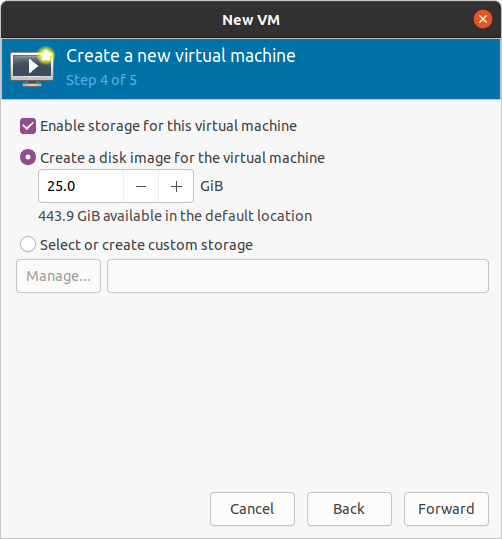 New VM
Create a new virtual machine
Step 4 of 5
Enable storage for this virtual machine
Create a disk image for the virtual machine
25.0 − + GiB
443.9 GiB available in the default location
Select or create custom storage
Manage...
Cancel Back Forward